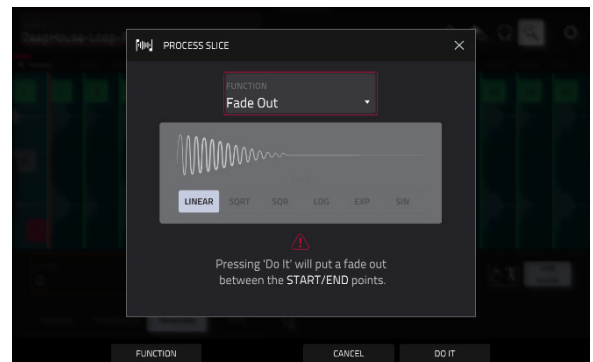 PROCESS SLICE
FUNCTION
Fade Out
LINEAR SQRT SQR LOG EXP SIN
Pressing 'Do It' will put a fade out
between the START/END points.
FUNCTION CANCEL DO IT